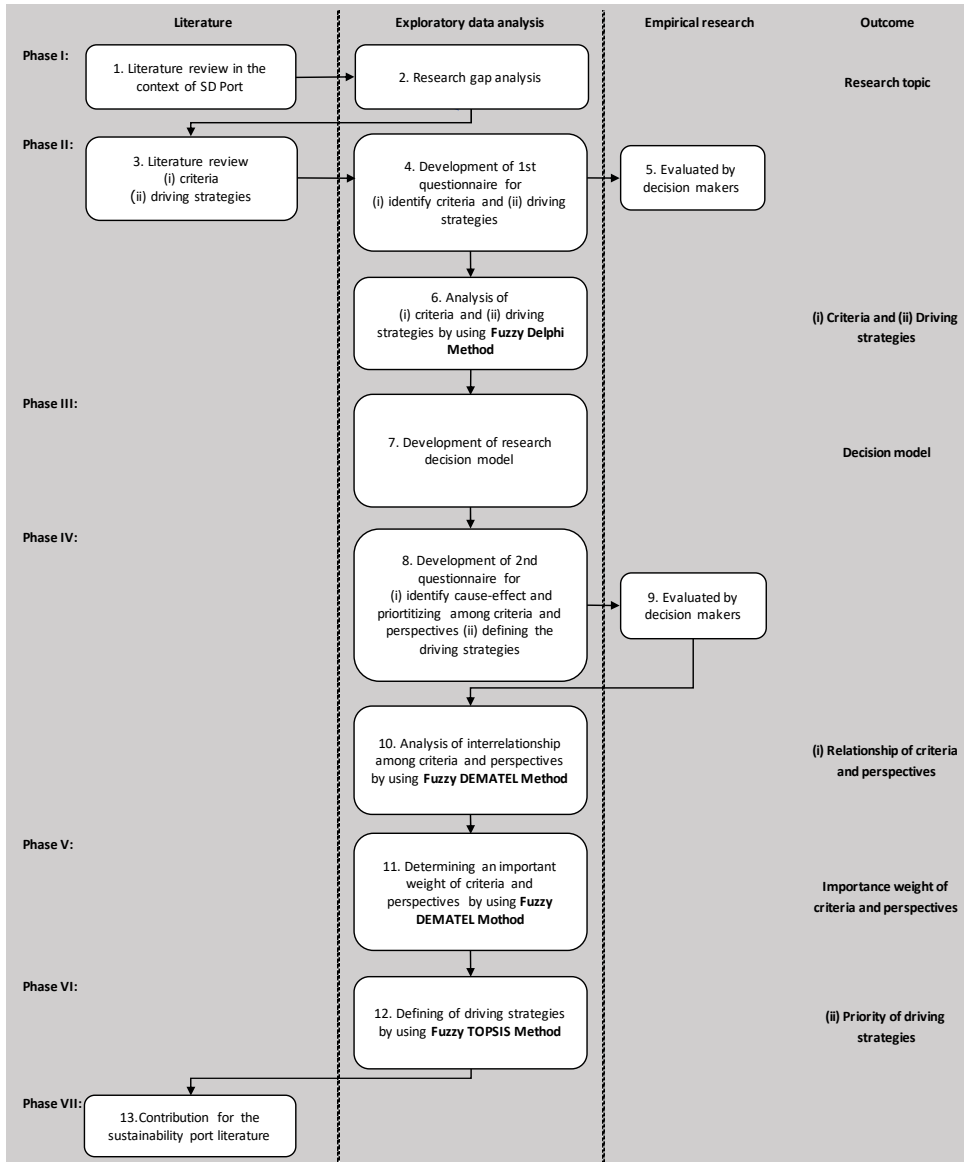 Literature
Exploratory data analysis
Empirical research
Outcome
Phase I:
1. Literature review in the
context of SD Port
2. Research gap analysis
Research topic
Phase II:
3. Literature review
(i) criteria
(ii) driving strategies
4. Development of 1st
questionnaire for
(i) identify criteria and (ii) driving
strategies
5. Evaluated by
decision makers
6. Analysis of
(i) criteria and (ii) driving
strategies by using Fuzzy Delphi
Method
(i) Criteria and (ii) Driving
strategies
Phase III:
7. Development of research
decision model
Decision model
Phase IV:
8. Development of 2nd
questionnaire for
(i) identify cause-effect and
priortitizing among criteria and
perspectives (ii) defining the
driving strategies
9. Evaluated by
decision makers
10. Analysis of interrelationship
among criteria and perspectives
by using Fuzzy DEMATEL Method
(i) Relationship of criteria
and perspectives
Phase V:
11. Determining an important
weight of criteria and
perspectives by using Fuzzy
DEMATEL Mothod
Importance weight of
criteria and perspectives
Phase VI:
12. Defining of driving strategies
by using Fuzzy TOPSIS Method
(ii) Priority of driving
strategies
Phase VII:
13.Contribution for the
sustainability port literature